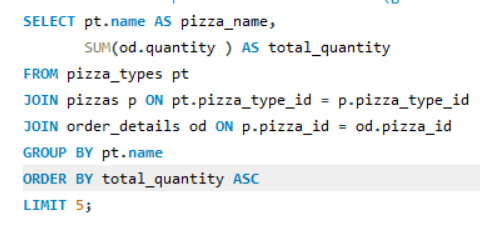 SELECT pt.name AS pizza_name,
SUM(od.quantity ) AS total_quantity
FROM pizza_types pt
JOIN pizzas p ON pt.pizza_type_id = p.pizza_type_id
JOIN order_details od ON p.pizza_id = od.pizza_id
GROUP BY pt.name
ORDER BY total_quantity ASC
LIMIT 5;